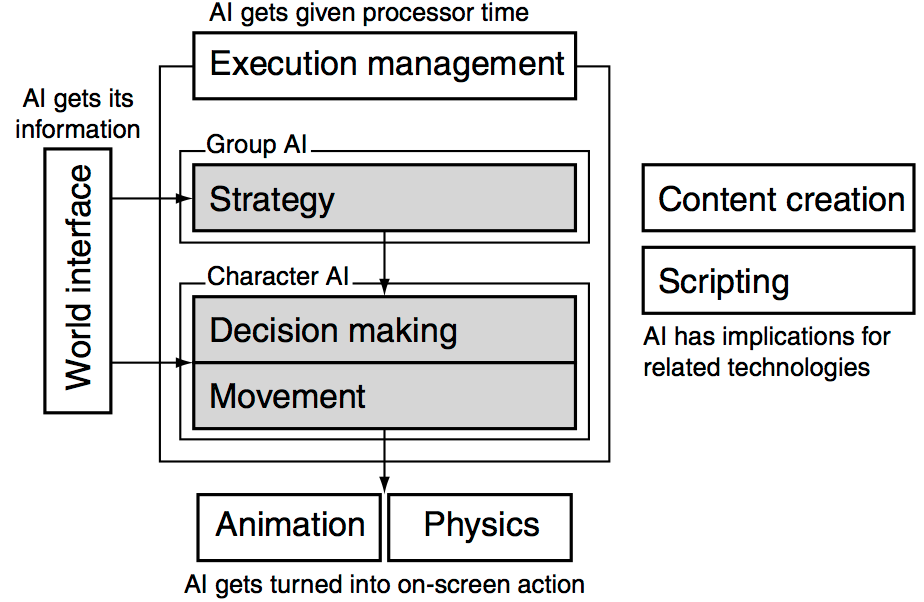 AI gets given processor time
Execution management
AI gets its
information
World interface
Group AI
Strategy
Character AI
Decision making
Movement
Animation
Physics
AI gets turned into on-screen action
Content creation
Scripting
AI has implications for
related technologies